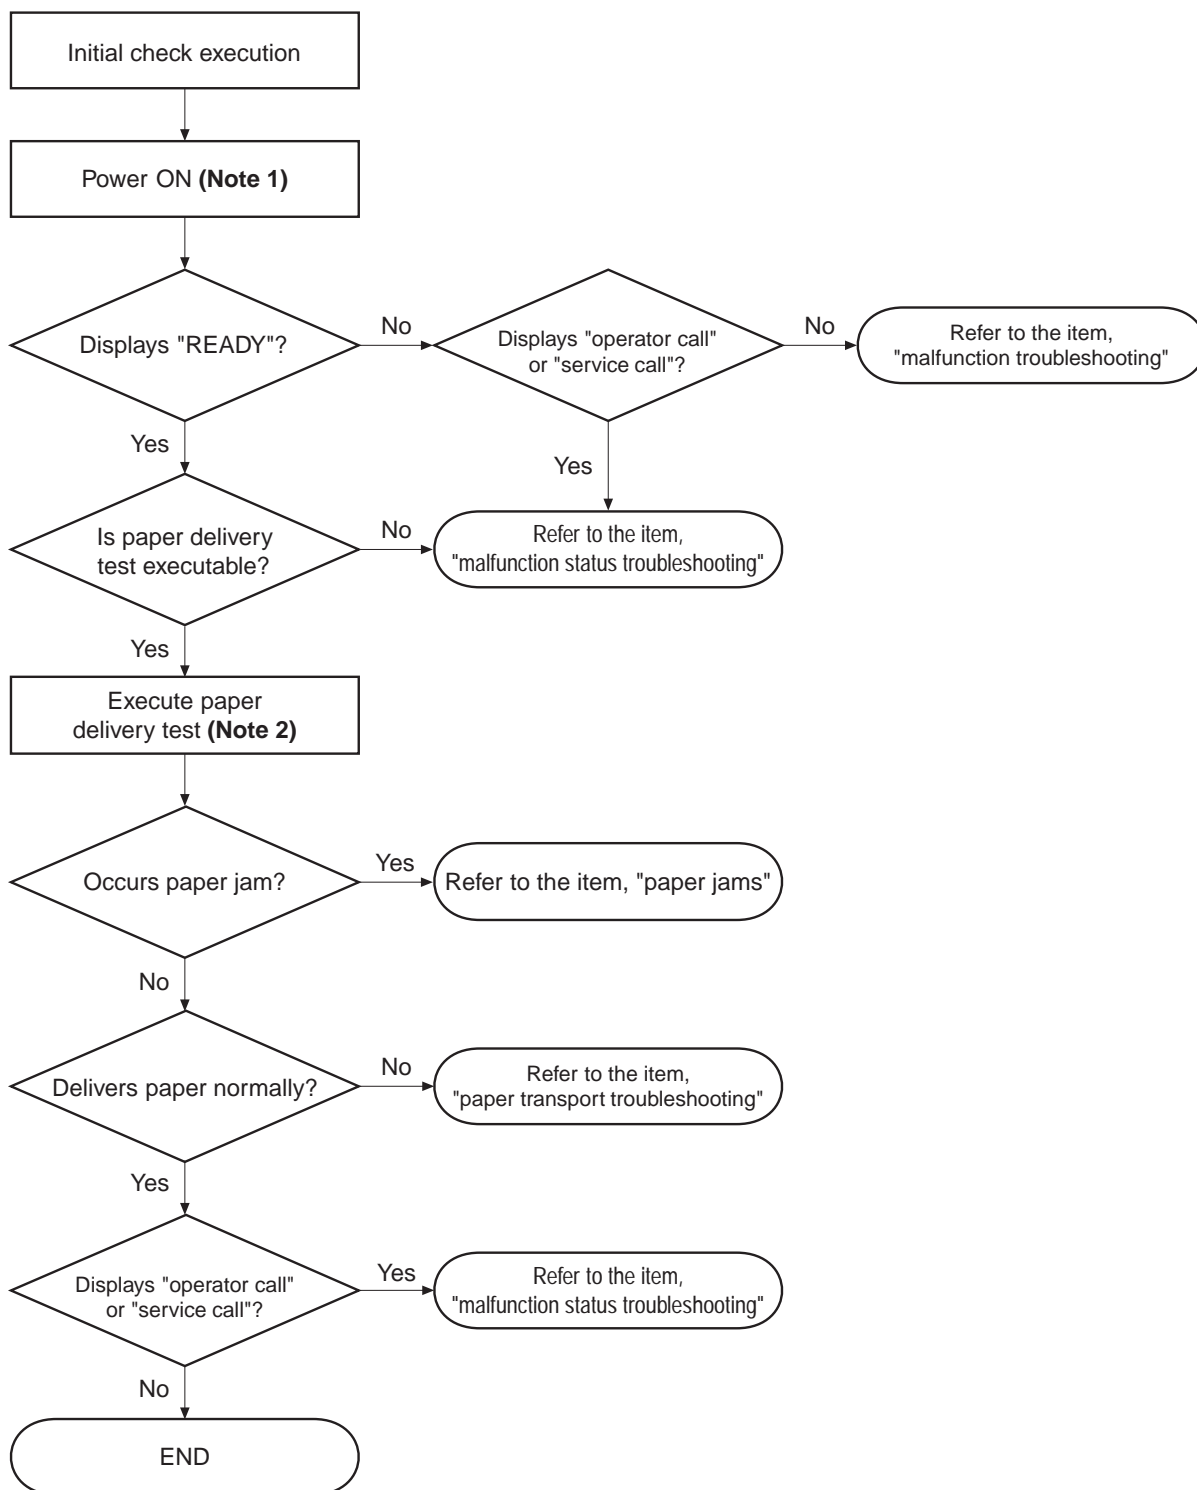 Initial check execution
Power ON (Note 1)
Displays "READY"?
No
Displays "operator call"
or "service call"?
No
Refer to the item,
"malfunction troubleshooting"
Yes
Yes
Is paper delivery
test executable?
No
Refer to the item,
"malfunction status troubleshooting"
Yes
Execute paper
delivery test (Note 2)
Occurs paper jam?
Yes
Refer to the item, "paper jams"
No
Delivers paper normally?
No
Refer to the item,
"paper transport troubleshooting"
Yes
Displays "operator call"
or "service call"?
Yes
Refer to the item,
"malfunction status troubleshooting"
No
END